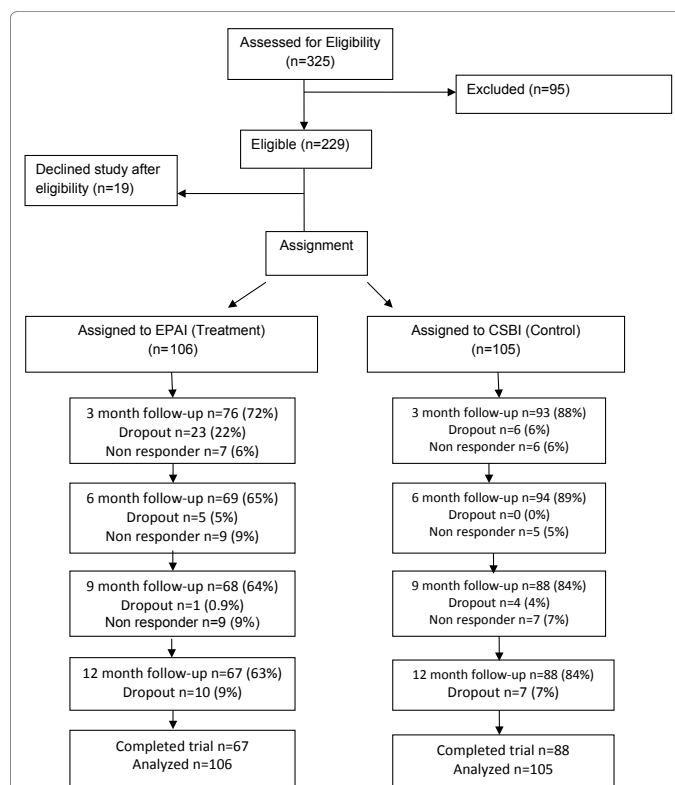 Assessed for Eligibility
(n=325)
Excluded (n=95)
Eligible (n=229)
Declined study after
eligibility (n=19)
Assignment
Assigned to EPAI (Treatment)
(n=106)
Assigned to CSBI (Control)
(n=105)
3 month follow-up n=76 (72%)
Dropout n=23 (22%)
Non responder n=7 (6%)
3 month follow-up n=93 (88%)
Dropout n=6 (6%)
Non responder n=6 (6%)
6 month follow-up n=69 (65%)
Dropout n=5 (5%)
Non responder n=9 (9%)
6 month follow-up n=94 (89%)
Dropout n=0 (0%)
Non responder n=5 (5%)
9 month follow-up n=68 (64%)
Dropout n=1 (0.9%)
Non responder n=9 (9%)
9 month follow-up n=88 (84%)
Dropout n=4 (4%)
Non responder n=7 (7%)
12 month follow-up n=67 (63%)
Dropout n=10 (9%)
12 month follow-up n=88 (84%)
Dropout n=7 (7%)
Completed trial n=67
Analyzed n=106
Completed trial n=88
Analyzed n=105